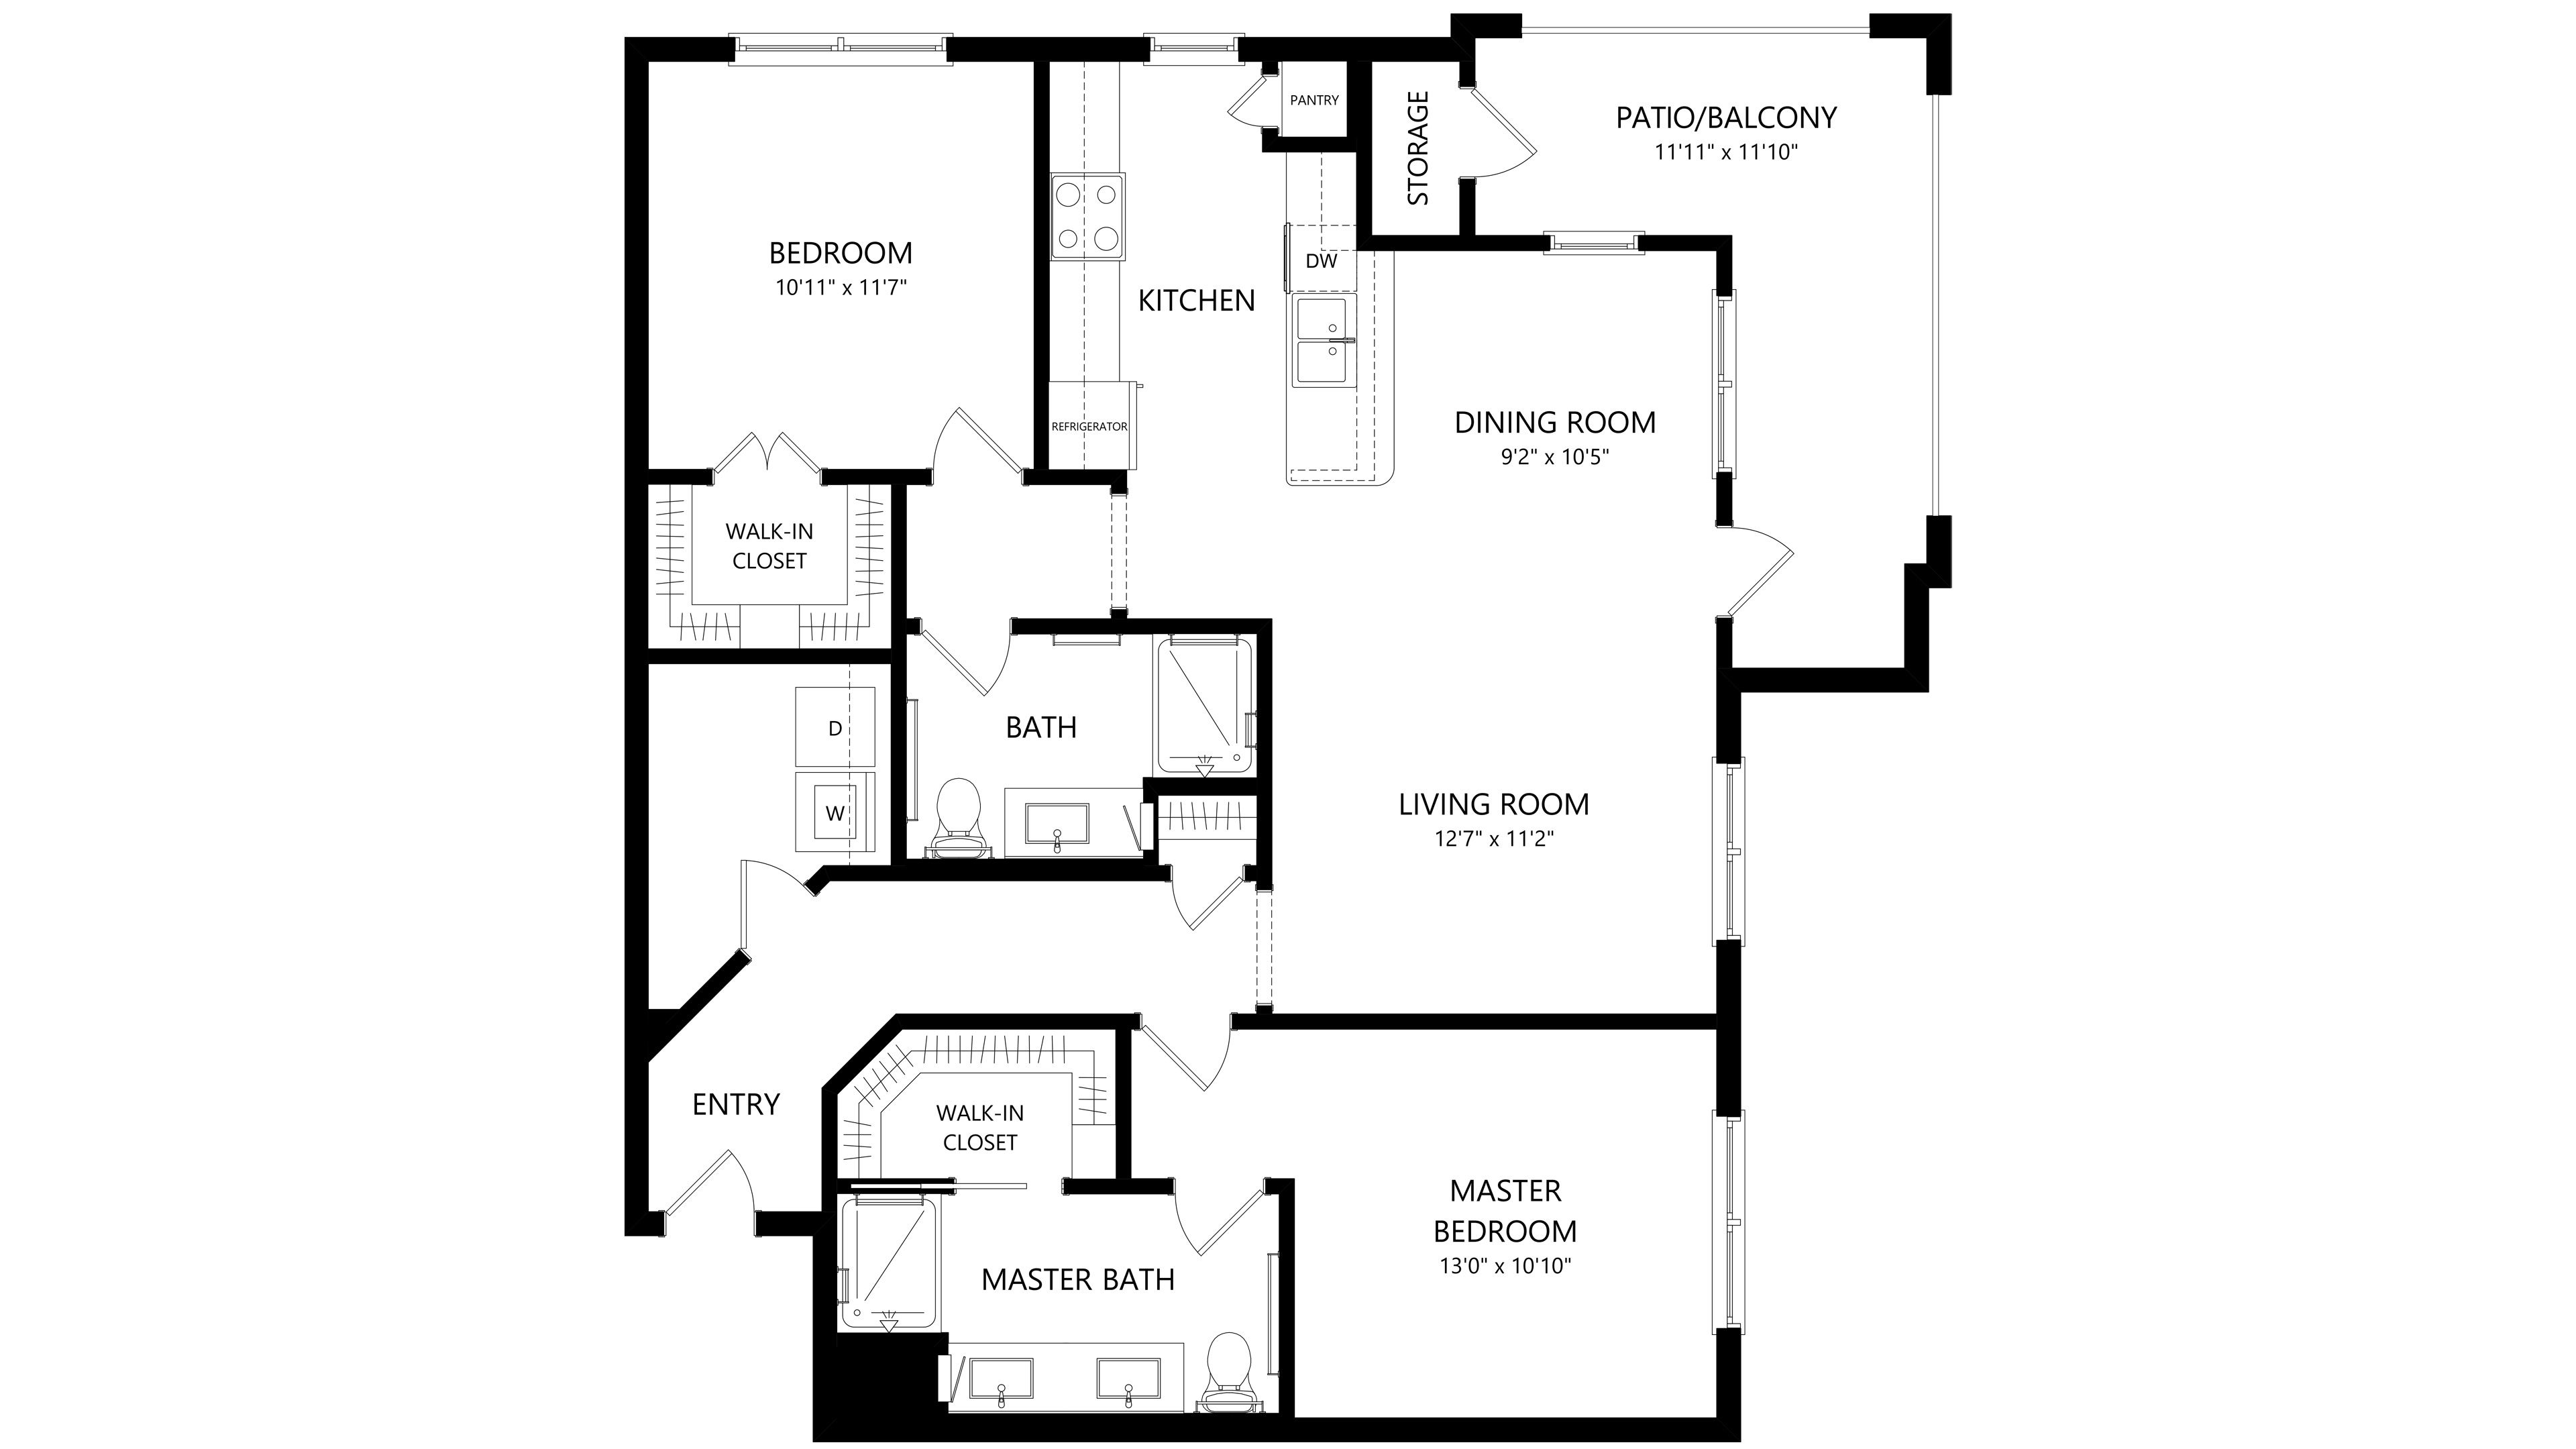 PANTRY
STORAGE
PATIO/BALCONY
11'11" x 11'10"
BEDROOM
10'11" x 11'7"
KITCHEN
DW
REFRIGERATOR
DINING ROOM
9'2" x 10'5"
WALK-IN
CLOSET
D
W
BATH
LIVING ROOM
12'7" x 11'2"
ENTRY
WALK-IN
CLOSET
MASTER BATH
MASTER
BEDROOM
13'0" x 10'10"